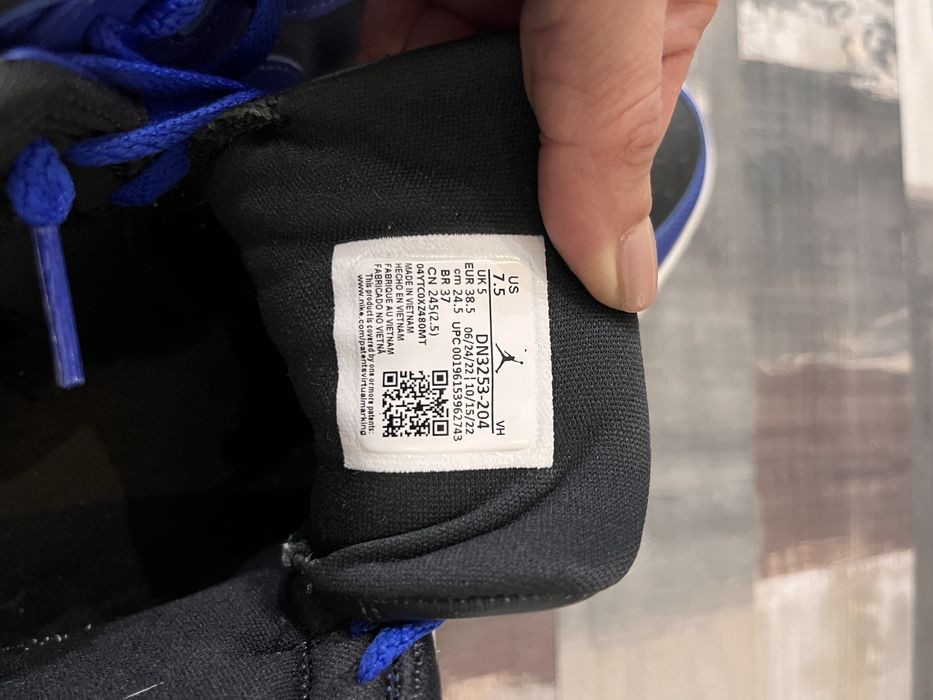 US
7.5
VH
UK 5
DN3253-204
EUR 38.5
06/24/22|10/15/22
cm 24.5
UPC 00196153962743
BR 37
CN 245(2.5)
04YTCQXZ480MT
MADE IN VIETNAM
HECHO EN VIETNAM
FABRIQUE AU VIETNAM
FABRICADO NO VIETNÃ
This product is covered by one or more patents:
www.nike.com/patentsvirtualmarking